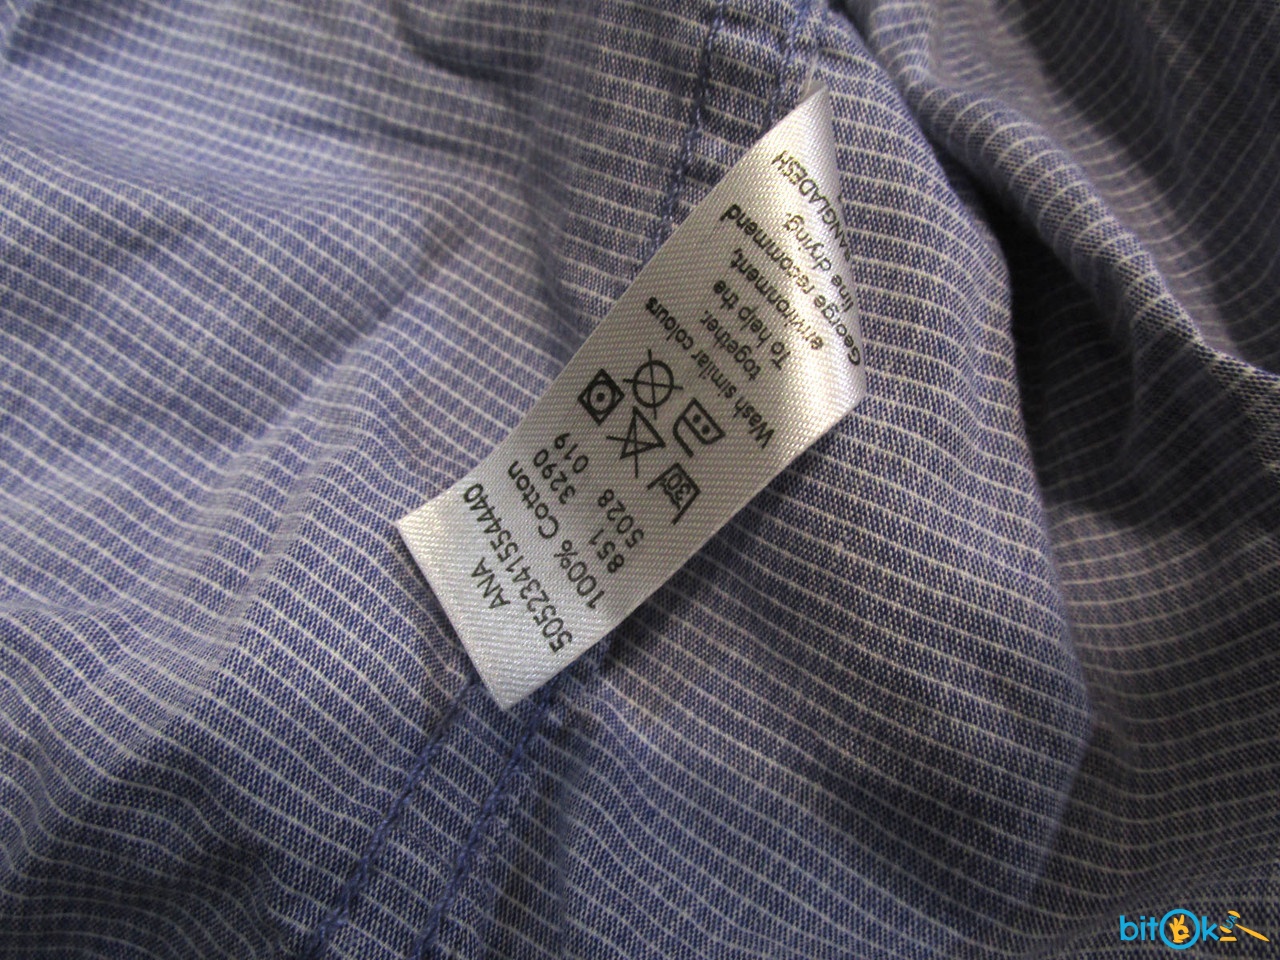 ANA
5052341554440
100% Cotton
851 3290
5028 019
30
Wash similar colours
together.
To help the
environment,
George recommend
line drying.
BANGLADESH
bitOk